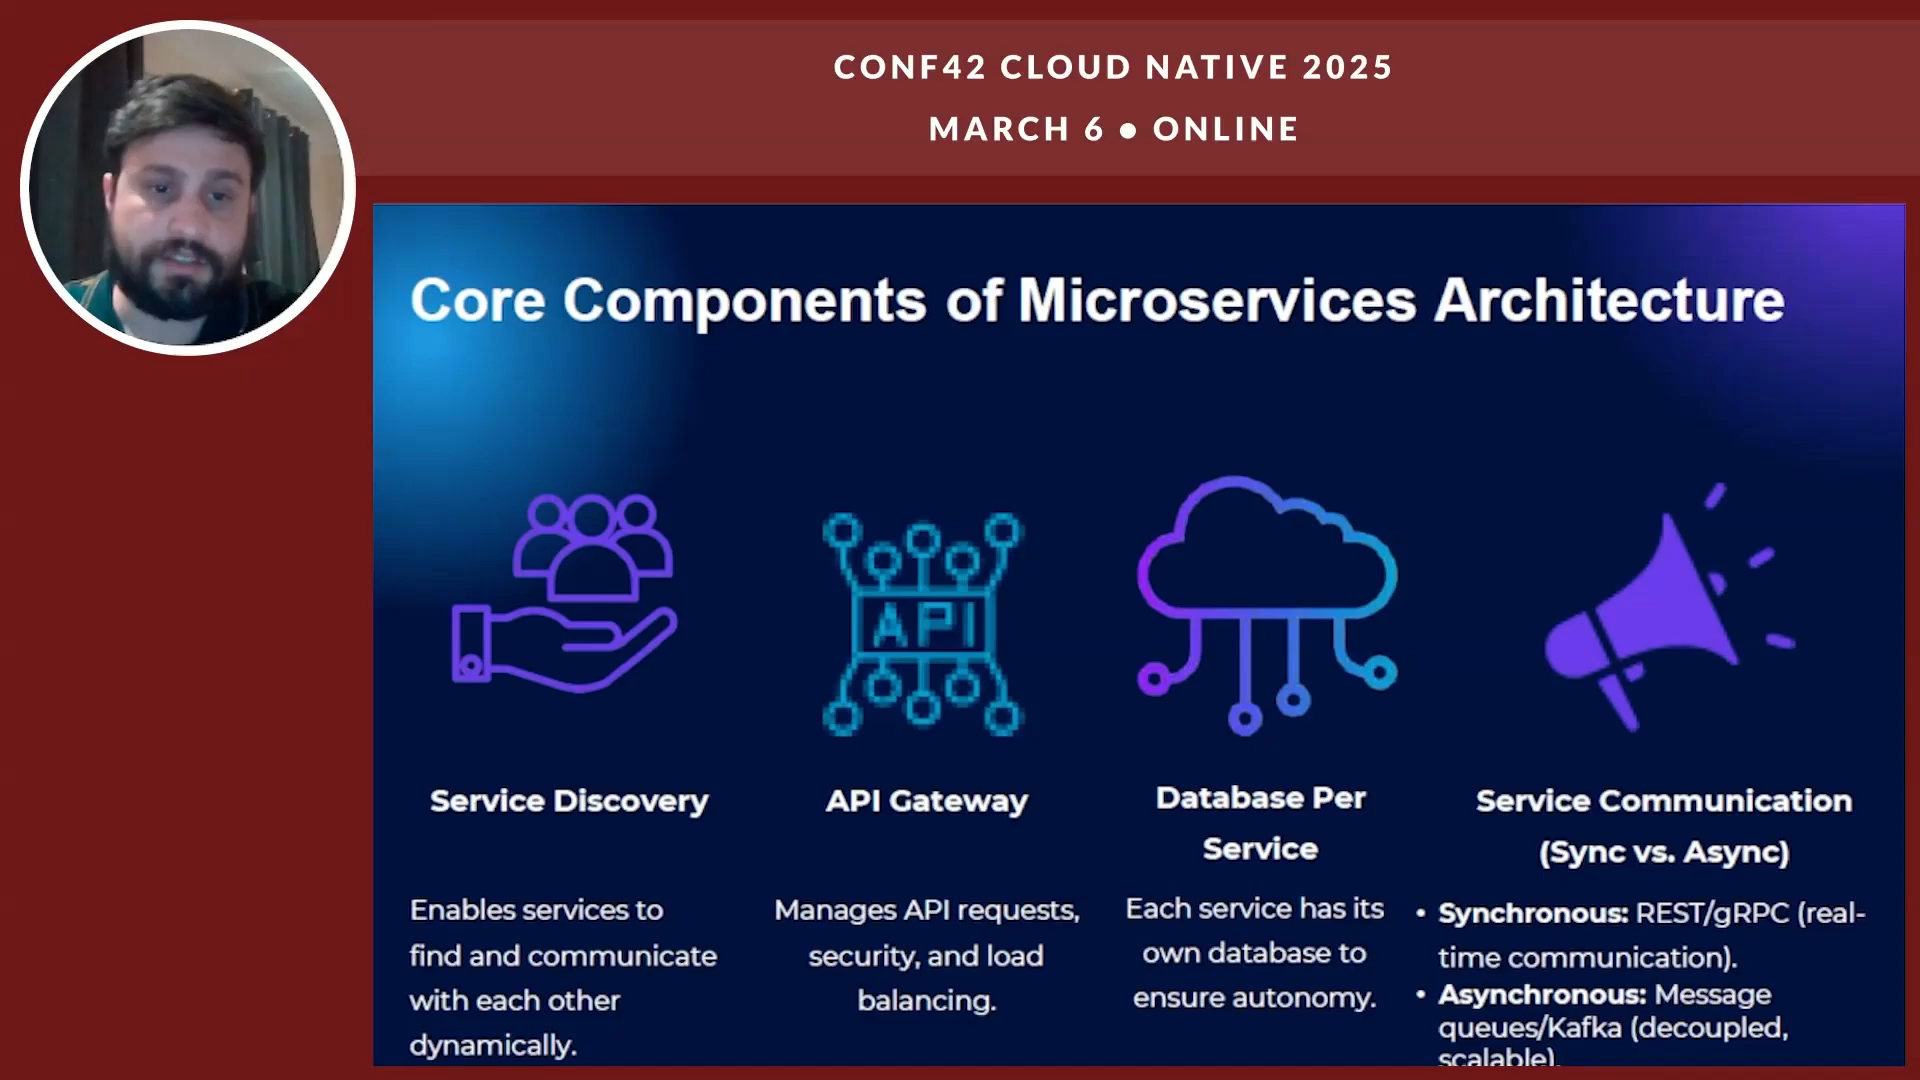 CONF42 CLOUD NATIVE 2025
MARCH 6 ● ONLINE
Core Components of Microservices Architecture
API
Service Discovery
Enables services to
find and communicate
with each other
dynamically.
API Gateway
Manages API requests,
security, and load
balancing.
Database Per
Service
Each service has its
own database to
ensure autonomy.
Service Communication
(Sync vs. Async)
• Synchronous: REST/gRPC (real-
time communication).
• Asynchronous: Message
queues/Kafka (decoupled,
scalable).